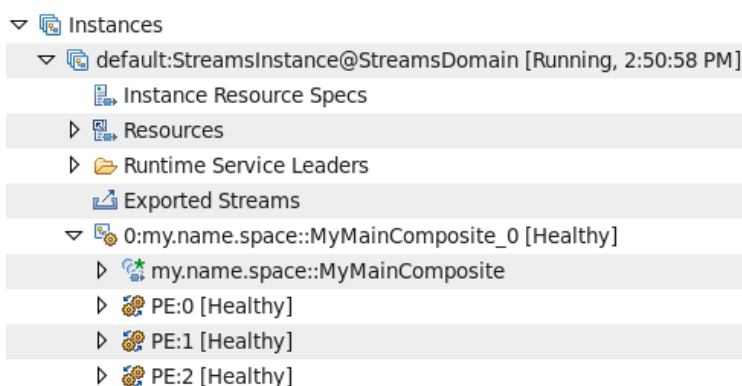 Instances
default:StreamsInstance@StreamsDomain [Running, 2:50:58 PM]
Instance Resource Specs
Resources
Runtime Service Leaders
Exported Streams
0:my.name.space::MyMainComposite_0 [Healthy]
my.name.space::MyMainComposite
PE:0 [Healthy]
PE:1 [Healthy]
PE:2 [Healthy]